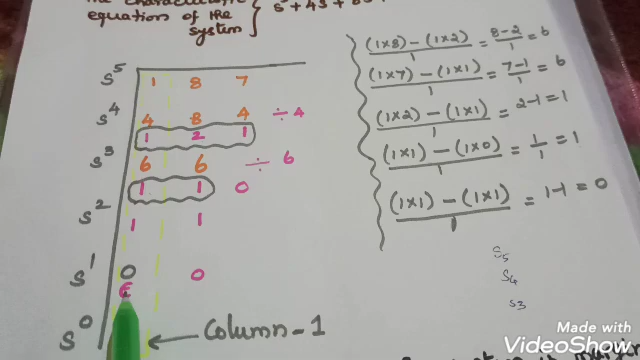 the characteristic
equations of the
system
s⁵ 1 8 7
s⁴ 4 8 4 ÷4
1 2 1
s³ 6 6 ÷ 6
1 1 0
s² 1 1
s¹ 0 0
ε
s⁰ ← Column-1
(1×8) – (1×2) / 1 = 8-2 / 1 = 6
(1×7) – (1×1) / 1 = 7-1 / 1 = 6
(1×2) – (1×1) / 1 = 2-1 = 1
(1×1) – (1×0) / 1 = 1/1 = 1
(1×1) – (1×1) / 1 = 1-1 = 0
S5
S4
S3
Made with
VideoShow